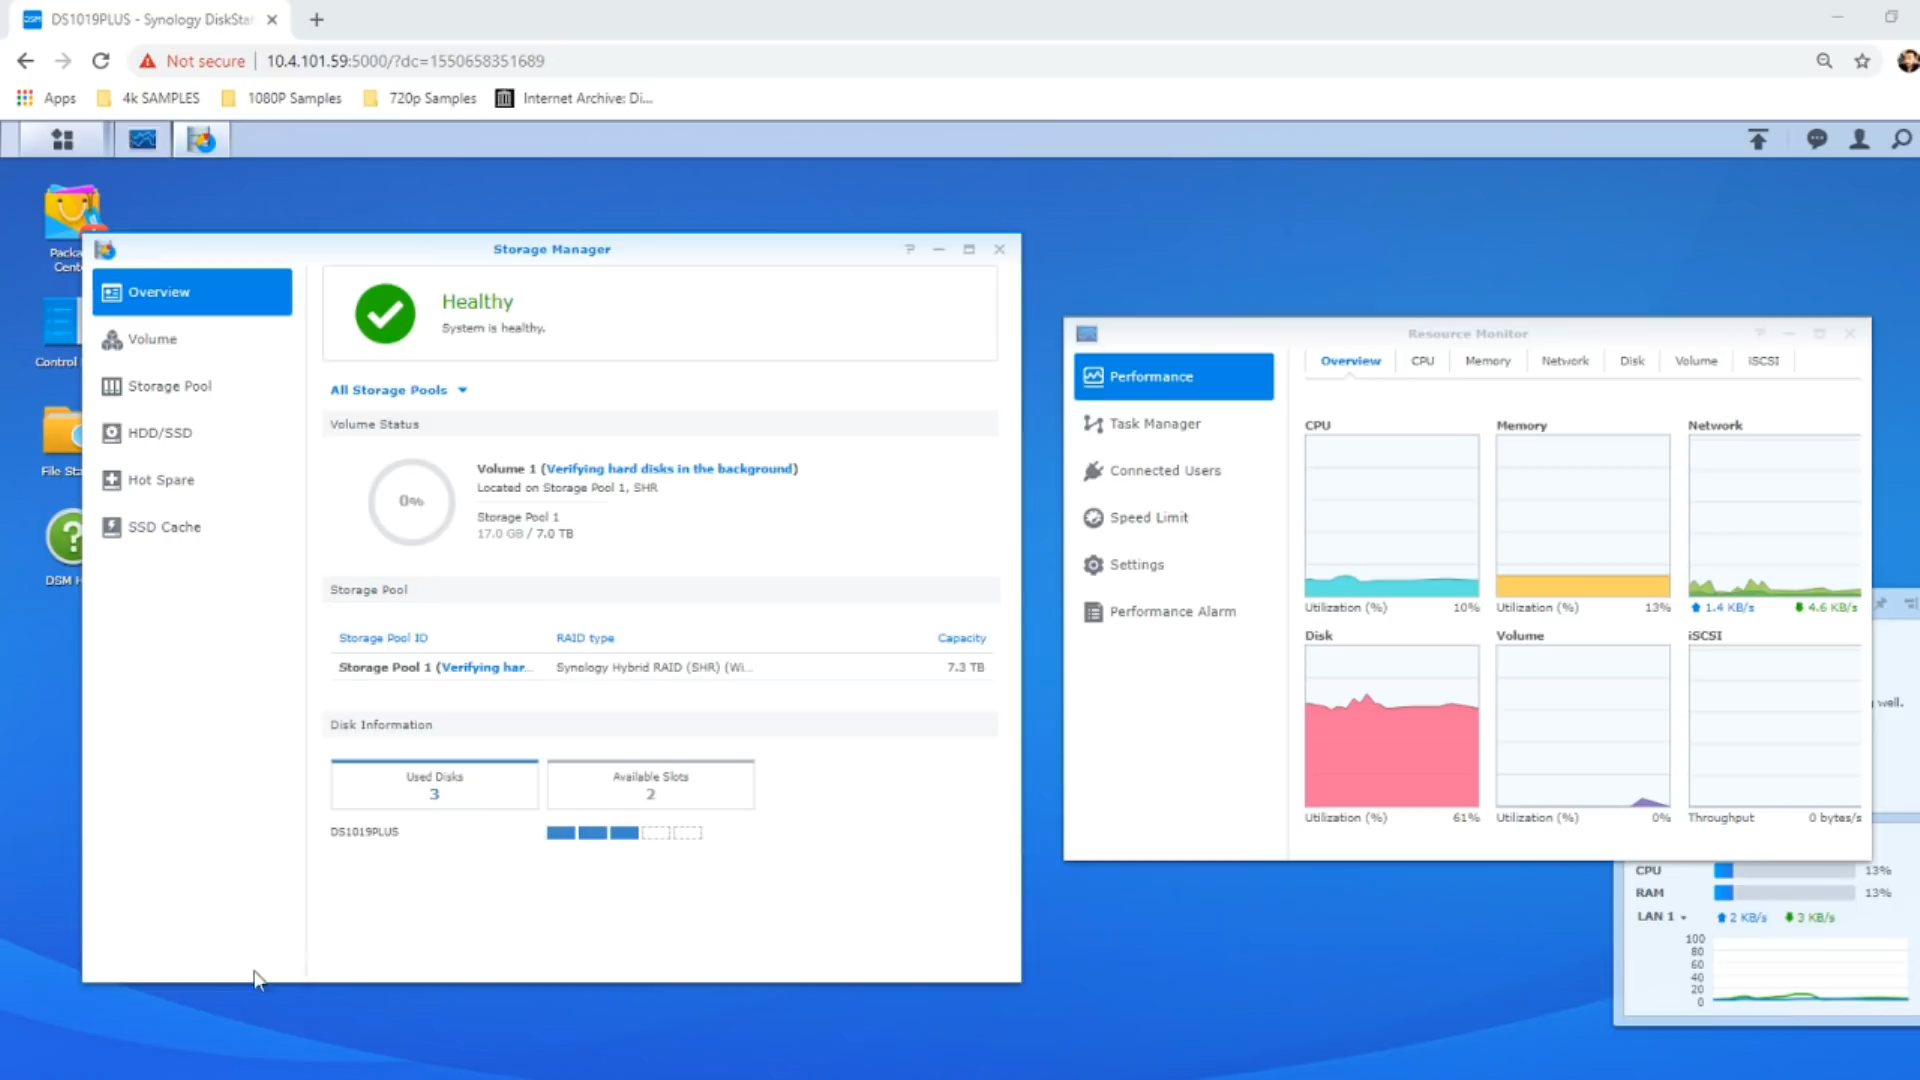 DSM DS1019PLUS - Synology DiskSta
Not secure 10.4.101.59:5000/?dc=1550658351689
Apps 4k SAMPLES 1080P Samples 720p Samples Internet Archive: Di...
Packa
Cent
Control
File Sta
DSM H
Storage Manager
Overview
Volume
Storage Pool
HDD/SSD
Hot Spare
SSD Cache
Healthy
System is healthy.
All Storage Pools
Volume Status
0%
Volume 1 (Verifying hard disks in the background)
Located on Storage Pool 1, SHR
Storage Pool 1
17.0 GB / 7.0 TB
Storage Pool
Storage Pool ID RAID type Capacity
Storage Pool 1 (Verifying har... Synology Hybrid RAID (SHR) (Wi... 7.3 TB
Disk Information
Used Disks
3
Available Slots
2
DS1019PLUS
Resource Monitor
Performance
Task Manager
Connected Users
Speed Limit
Settings
Performance Alarm
Overview CPU Memory Network Disk Volume iSCSI
CPU Memory Network
Utilization (%) 10% Utilization (%) 13% 1.4 KB/s 4.6 KB/s
Disk Volume iSCSI
Utilization (%) 61% Utilization (%) 0% Throughput 0 bytes/s
well.
CPU 13%
RAM 13%
LAN 1 2 KB/s 3 KB/s
100
80
60
40
20
0